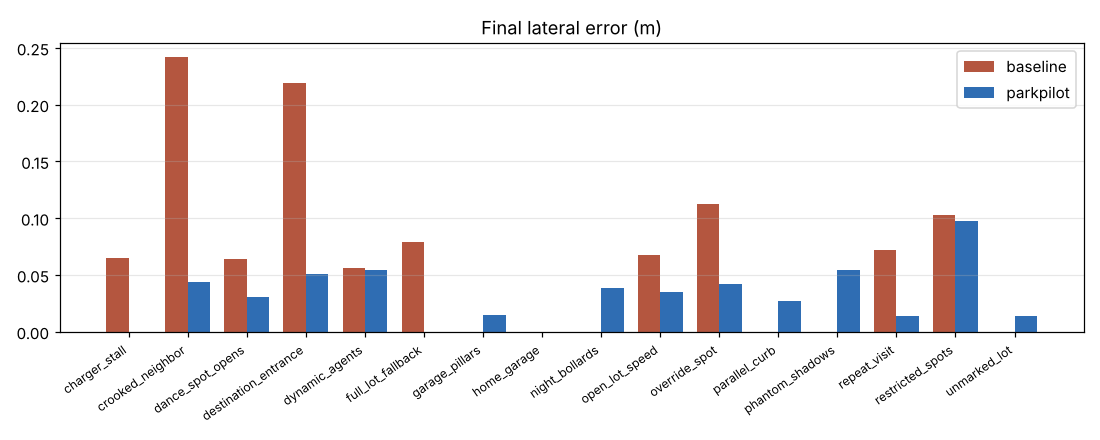 Final lateral error (m)
0.25
0.20
0.15
0.10
0.05
0.00
baseline
parkpilot
charger_stall
crooked_neighbor
dance_spot_opens
destination_entrance
dynamic_agents
full_lot_fallback
garage_pillars
home_garage
night_bollards
open_lot_speed
override_spot
parallel_curb
phantom_shadows
repeat_visit
restricted_spots
unmarked_lot